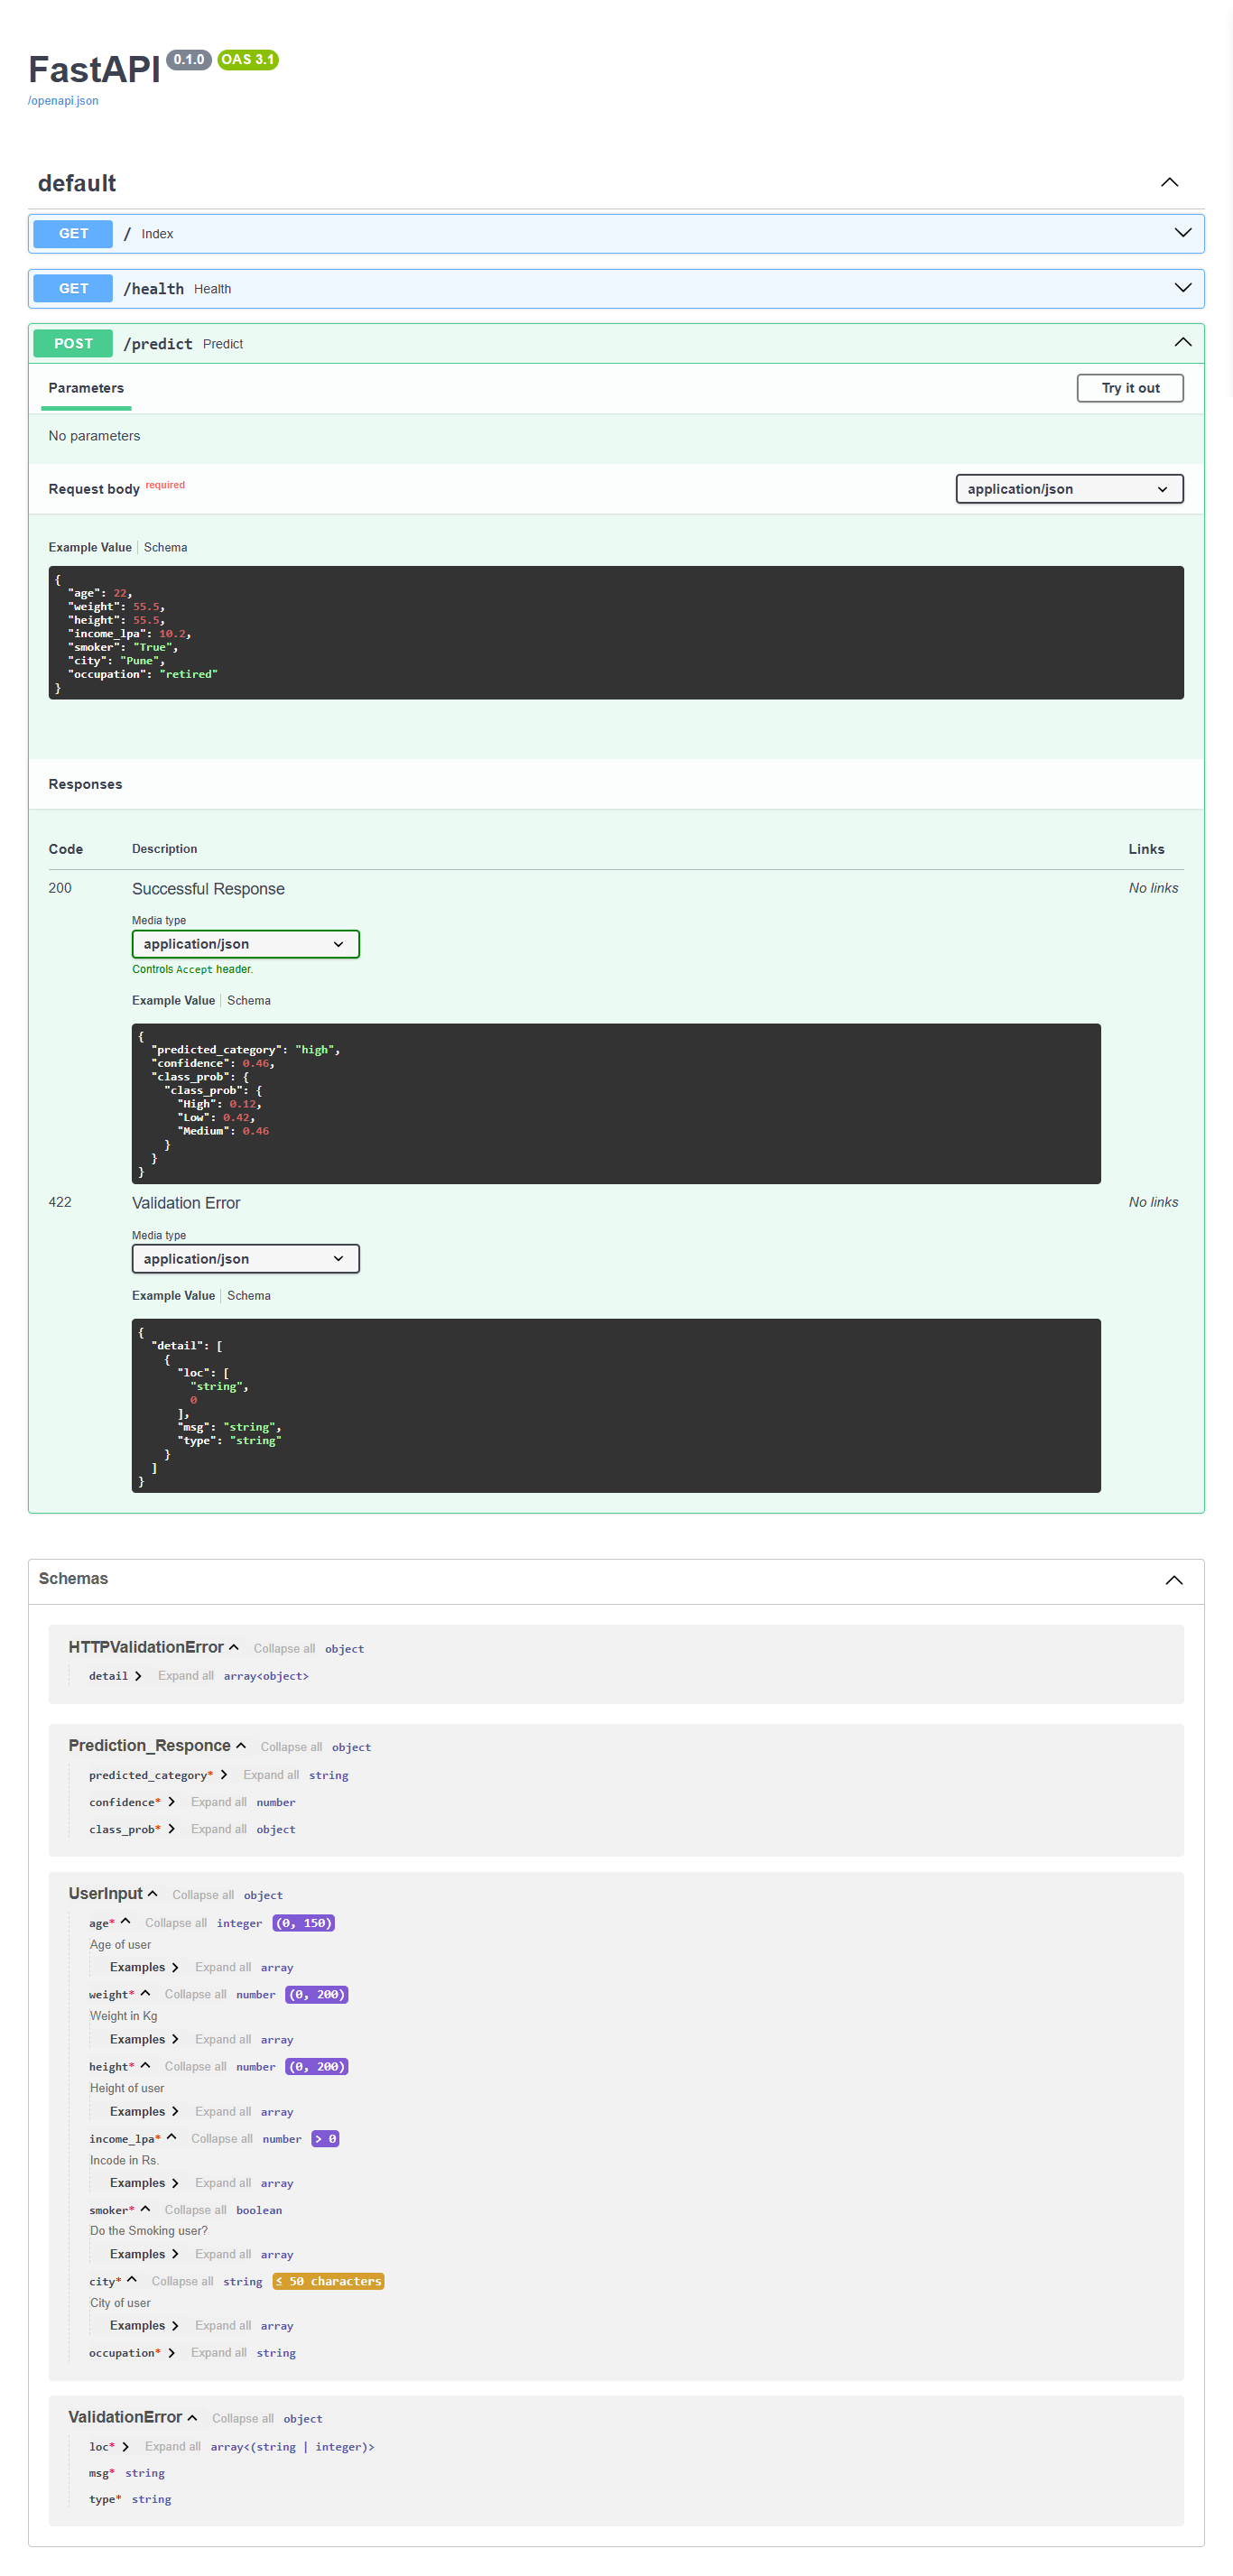 FastAPI 0.1.0 OAS 3.1
/openapi.json
default
GET / Index
GET /health Health
POST /predict Predict
Parameters Try it out
No parameters
Request body required application/json
Example Value Schema
{
"age": 22,
"weight": 55.5,
"height": 55.5,
"income_lpa": 10.2,
"smoker": "True",
"city": "Pune",
"occupation": "retired"
}
Responses
Code Description Links
200 Successful Response No links
Media type
application/json
Controls Accept header.
Example Value Schema
{
"predicted_category": "high",
"confidence": 0.46,
"class_prob": {
"class_prob": {
"High": 0.12,
"Low": 0.42,
"Medium": 0.46
}
}
}
422 Validation Error No links
Media type
application/json
Example Value Schema
{
"detail": [
{
"loc": [
"string",
0
],
"msg": "string",
"type": "string"
}
]
}
Schemas
HTTPValidationError Collapse all object
detail Expand all array<object>
Prediction_Responce Collapse all object
predicted_category* Expand all string
confidence* Expand all number
class_prob* Expand all object
UserInput Collapse all object
age* Collapse all integer (0, 150)
Age of user
Examples Expand all array
weight* Collapse all number (0, 200)
Weight in Kg
Examples Expand all array
height* Collapse all number (0, 200)
Height of user
Examples Expand all array
income_lpa* Collapse all number > 0
Incode in Rs.
Examples Expand all array
smoker* Collapse all boolean
Do the Smoking user?
Examples Expand all array
city* Collapse all string ≤ 50 characters
City of user
Examples Expand all array
occupation* Expand all string
ValidationError Collapse all object
loc* Expand all array<(string | integer)>
msg* string
type* string